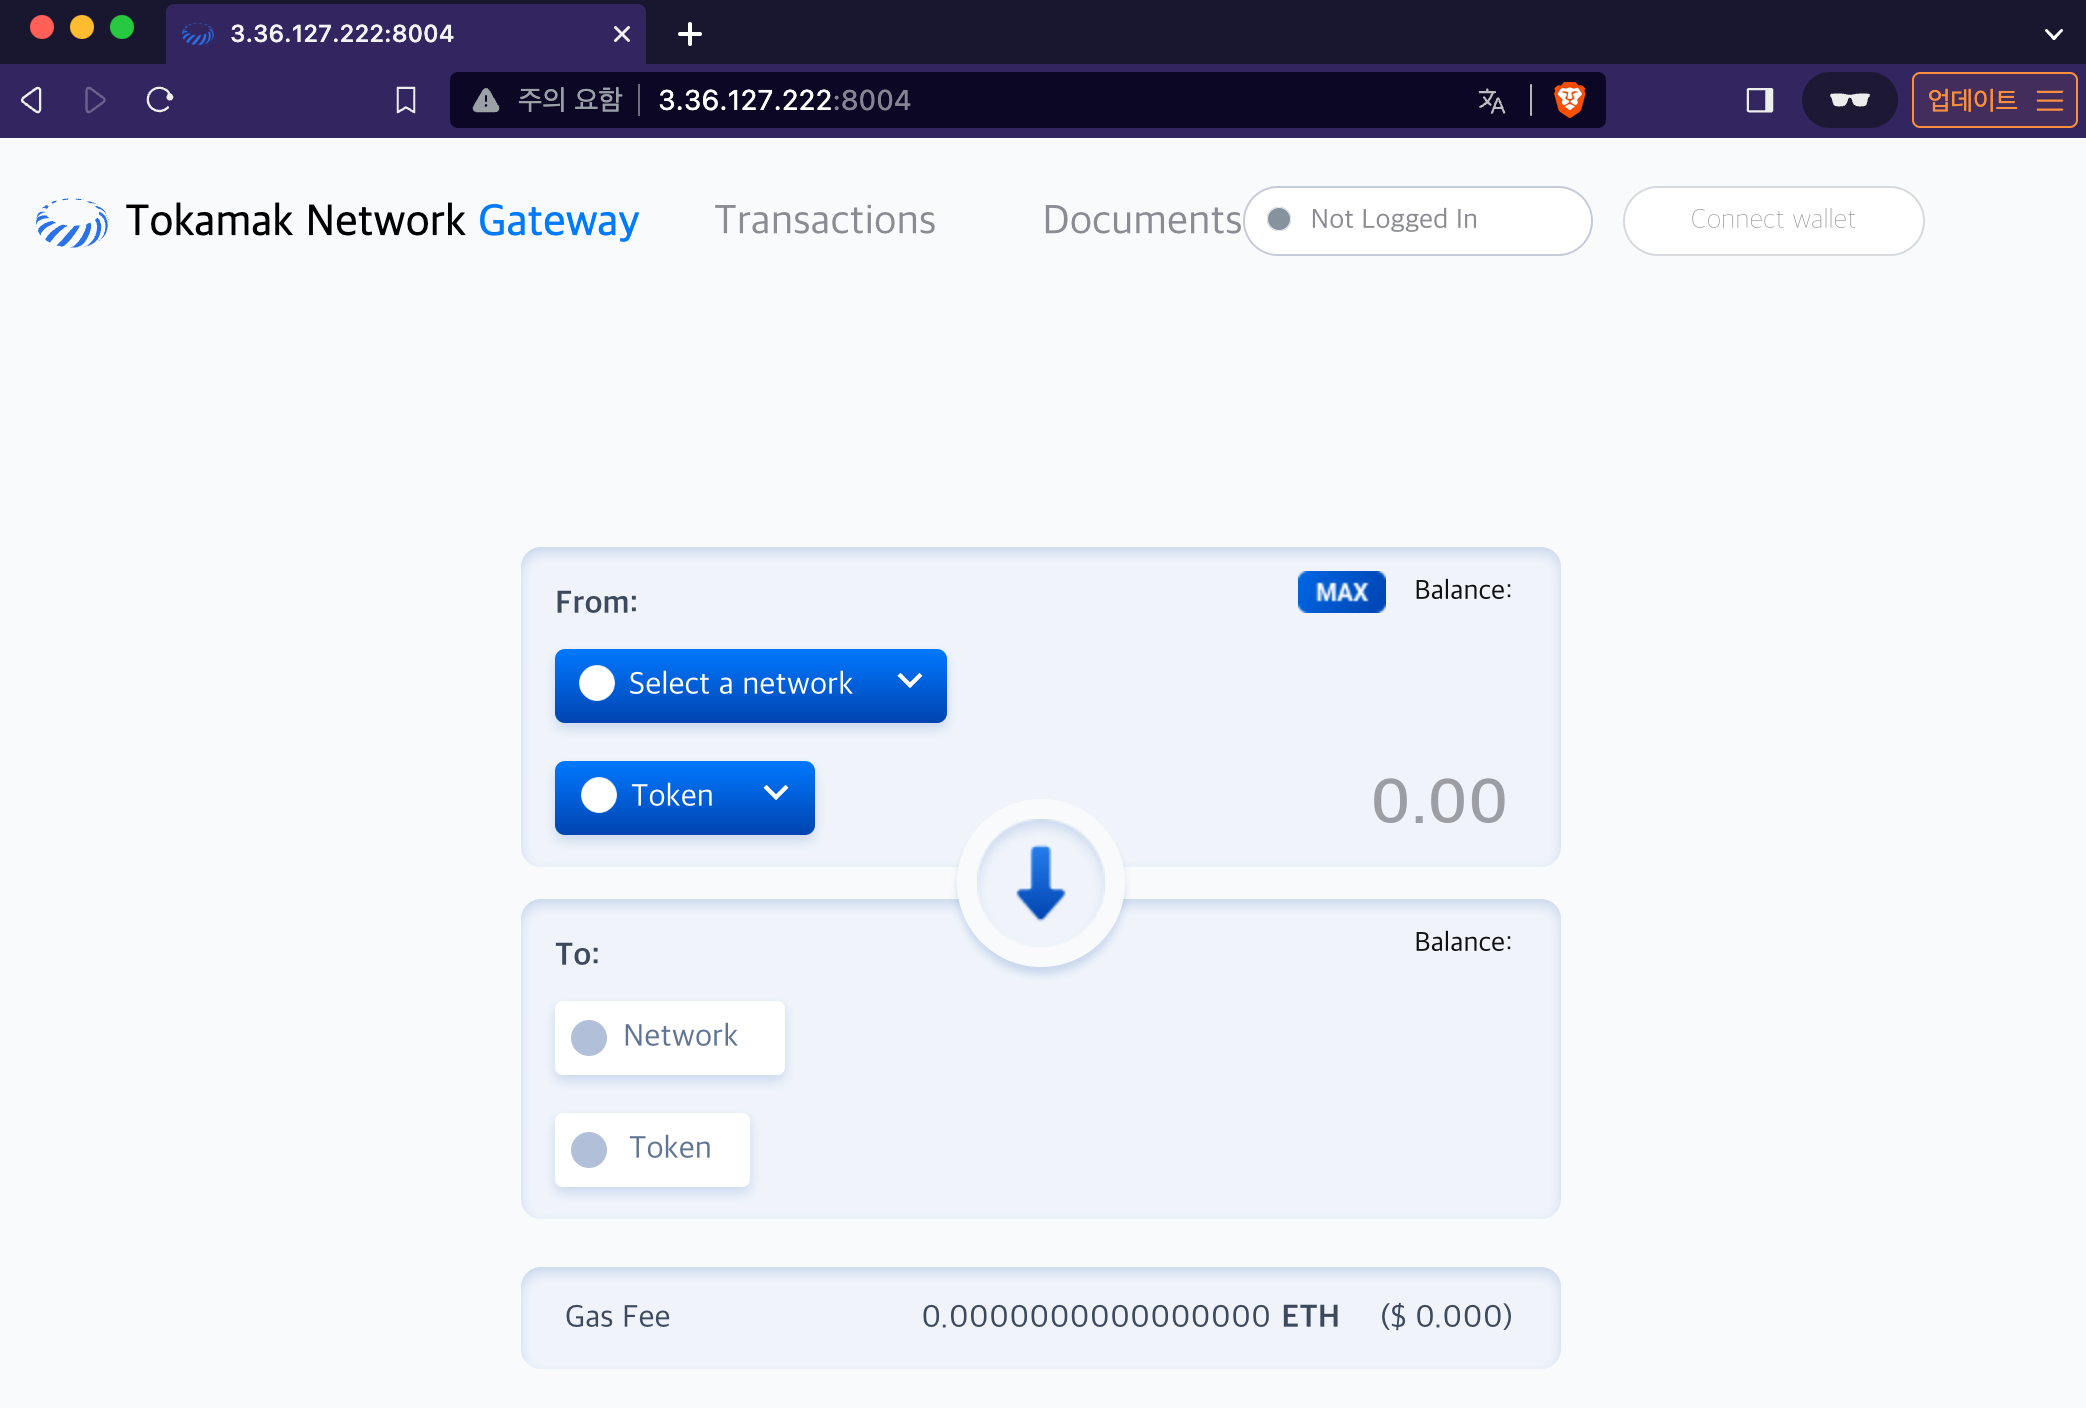 3.36.127.222:8004
주의 요함 3.36.127.222:8004 업데이트
Tokamak Network Gateway Transactions Documents Not Logged In Connect wallet
From: MAX Balance:
Select a network
Token 0.00
To: Balance:
Network
Token
Gas Fee 0.0000000000000000 ETH ($ 0.000)